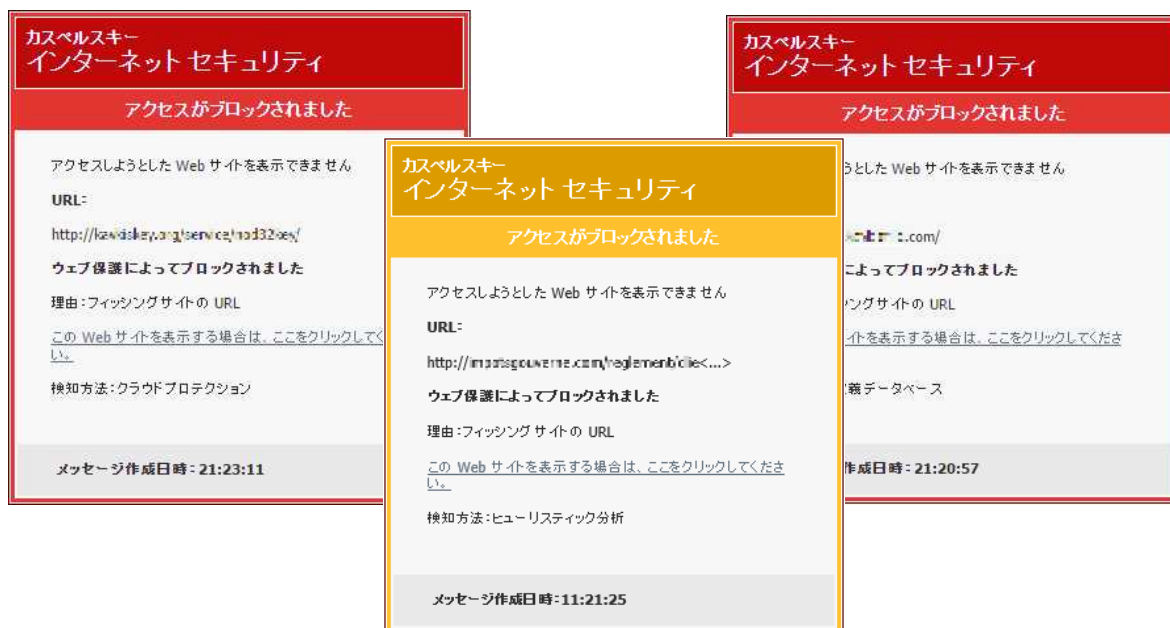 カスペルスキー
インターネット セキュリティ
アクセスがブロックされました
アクセスしようとした Web サイトを表示できません
URL:
ウェブ保護によってブロックされました
理由:フィッシングサイトの URL
この Web サイトを表示する場合は、ここをクリックしてく
い。
検知方法:クラウドプロテクション
メッセージ作成日時:21:23:11
カスペルスキー
インターネット セキュリティ
アクセスがブロックされました
アクセスしようとした Web サイトを表示できません
URL:
ウェブ保護によってブロックされました
理由:フィッシング サイトの URL
この Web サイトを表示する場合は、ここをクリックしてくださ
い。
検知方法:ヒューリスティック分析
メッセージ作成日時:11:21:25
カスペルスキー
インターネット セキュリティ
アクセスがブロックされました
うとした Web サイトを表示できません
.com/
によってブロックされました
ングサイトの URL
イトを表示する場合は、ここをクリックしてくださ
義データベース
作成日時:21:20:57